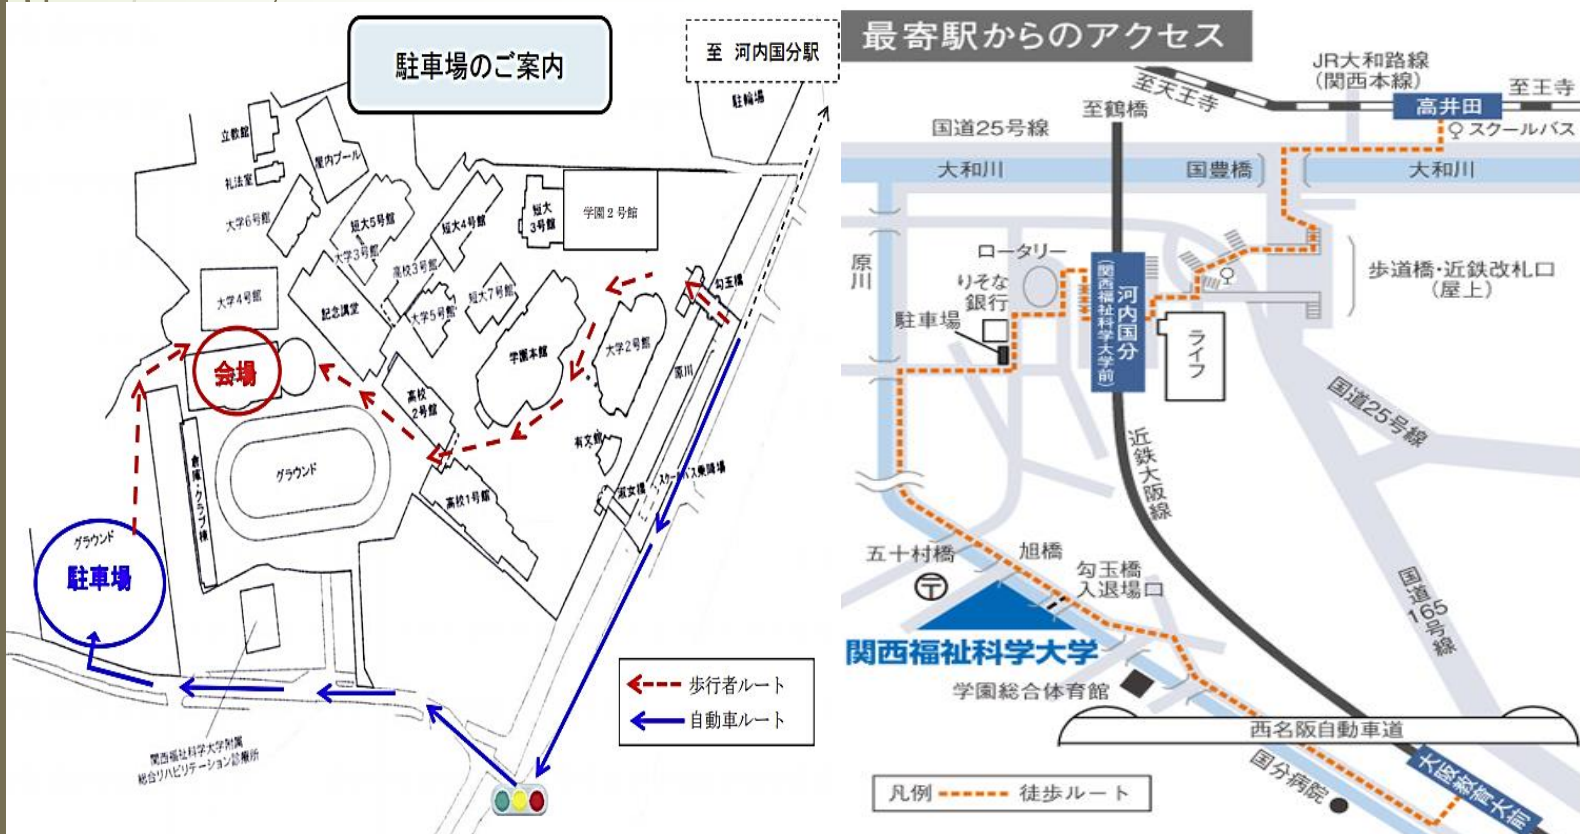 駐車場のご案内
至 河内国分駅
駐輪場
立教館
屋内プール
礼法室
大学6号館
短大5号館
短大4号館
短大
3号館
学園2号館
大学3号館
高校3号館
大学4号館
記念講堂
大学5号館
短大7号館
勾玉橋
会場
学園本館
大学2号館
原川
高校
2号館
有文館
グラウンド
倉庫・クラブ棟
高校1号館
淑女橋
スクールバス乗降場
グラウンド
駐車場
歩行者ルート
自動車ルート
関西福祉科学大学附属
総合リハビリテーション診療所
最寄駅からのアクセス
JR大和路線
(関西本線)
至天王寺
高井田
至王寺
スクールバス
至鶴橋
国道25号線
大和川
国豊橋
大和川
原川
ロータリー
りそな
銀行
駐車場
河内国分
(関西福祉科学大学前)
ライフ
歩道橋・近鉄改札口
(屋上)
国道25号線
近鉄大阪線
国道165号線
五十村橋
旭橋
勾玉橋
入退場口
関西福祉科学大学
学園総合体育館
西名阪自動車道
国分病院
大阪教育大前
凡例
徒歩ルート